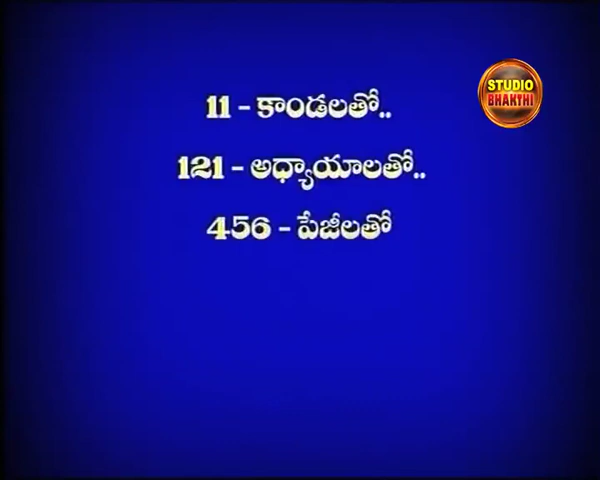 STUDIO
BHAKTHI
11 - కాండలతో..
121 - అధ్యాయాలతో..
456 - పేజీలతో